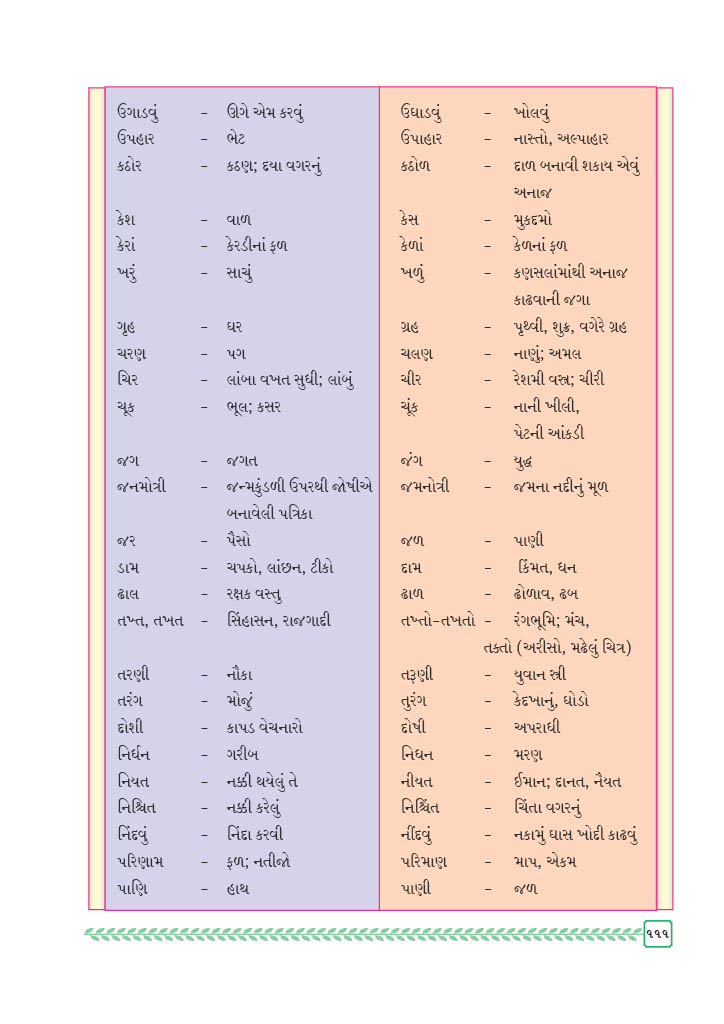 ઉગાડવું – ઊગે એમ કરવું ઉઘાડવું – ખોલવું
ઉપહાર – ભેટ ઉપાહાર – નાસ્તો, અલ્પાહાર
કઠોર – કઠણ; દયા વગરનું કઠોળ – દાળ બનાવી શકાય એવું
અનાજ
કેશ – વાળ કેસ – મુકદ્દમો
કેરાં – કેરડીનાં ફળ કેળાં – કેળનાં ફળ
ખરું – સાચું ખળું – કણસલાંમાંથી અનાજ
કાઢવાની જગા
ગૃહ – ઘર ગ્રહ – પૃથ્વી, શુક્ર, વગેરે ગ્રહ
ચરણ – પગ ચલણ – નાણું; અમલ
ચિર – લાંબા વખત સુધી; લાંબું ચીર – રેશમી વસ્ત્ર; ચીરી
ચૂક – ભૂલ; કસર ચૂંક – નાની ખીલી,
પેટની આંકડી
જગ – જગત જંગ – યુદ્ધ
જનમોત્રી – જન્મકુંડળી ઉપરથી જોષીએ જમનોત્રી – જમના નદીનું મૂળ
બનાવેલી પત્રિકા
જર – પૈસો જળ – પાણી
ડામ – ચપકો, લાંછન, ટીકો દામ – કિંમત, ધન
ઢાલ – રક્ષક વસ્તુ ઢાળ – ઢોળાવ, ઢબ
તખ્ત, તખત – સિંહાસન, રાજગાદી તખ્તો-તખતો – રંગભૂમિ; મંચ,
તક્તો (અરીસો, મઢેલું ચિત્ર)
તરણી – નૌકા તરૂણી – યુવાન સ્ત્રી
તરંગ – મોજું તુરંગ – કેદખાનું, ઘોડો
દોશી – કાપડ વેચનારો દોષી – અપરાધી
નિર્ધન – ગરીબ નિધન – મરણ
નિયત – નક્કી થયેલું તે નીયત – ઈમાન; દાનત, નૈયત
નિશ્ચિત – નક્કી કરેલું નિશ્ચિંત – ચિંતા વગરનું
નિંદવું – નિંદા કરવી નીંદવું – નકામું ઘાસ ખોદી કાઢવું
પરિણામ – ફળ; નતીજો પરિમાણ – માપ, એકમ
પાણિ – હાથ પાણી – જળ
૧૧૧